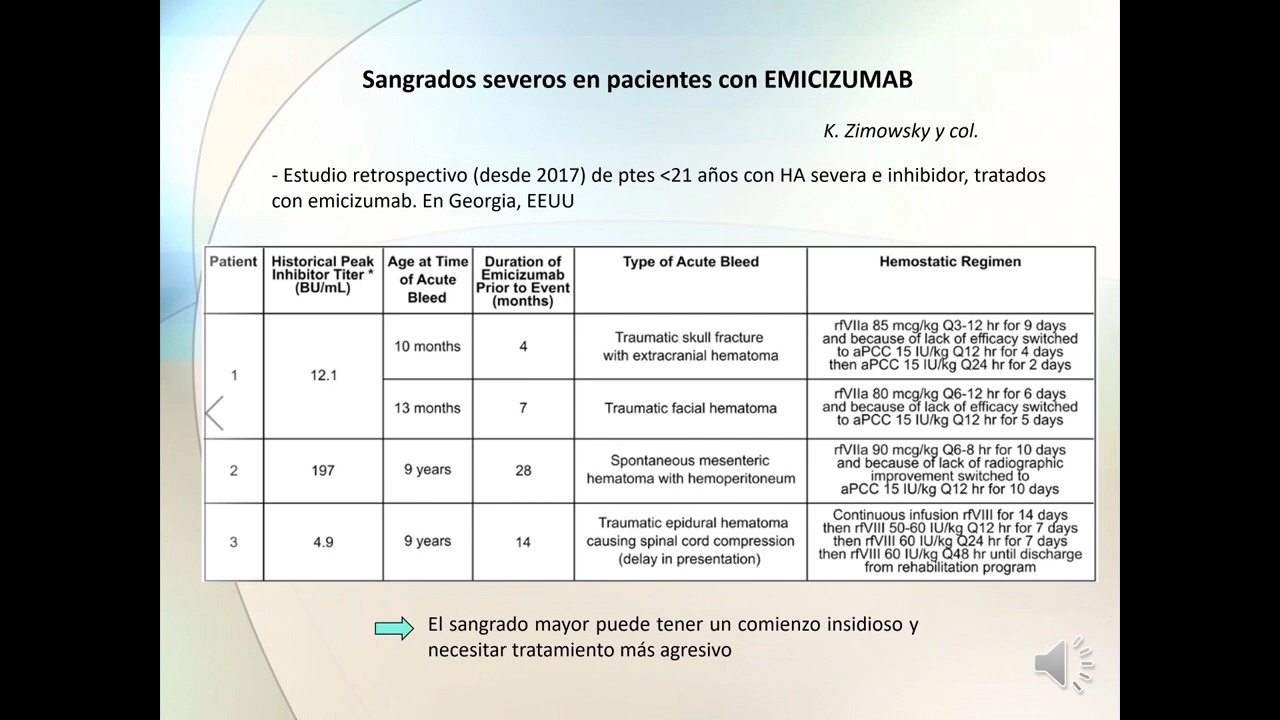 Sangrados severos en pacientes con EMICIZUMAB
K. Zimowsky y col.
- Estudio retrospectivo (desde 2017) de ptes <21 años con HA severa e inhibidor, tratados
con emicizumab. En Georgia, EEUU
Patient
Historical Peak
Inhibitor Titer *
(BU/mL)
Age at Time
of Acute
Bleed
Duration of
Emicizumab
Prior to Event
(months)
Type of Acute Bleed
Hemostatic Regimen
1
12.1
10 months
4
Traumatic skull fracture
with extracranial hematoma
rfVIIa 85 mcg/kg Q3-12 hr for 9 days
and because of lack of efficacy switched
to aPCC 15 IU/kg Q12 hr for 4 days
then aPCC 15 IU/kg Q24 hr for 2 days
13 months
7
Traumatic facial hematoma
rfVIIa 80 mcg/kg Q6-12 hr for 6 days
and because of lack of efficacy switched
to aPCC 15 IU/kg Q12 hr for 5 days
2
197
9 years
28
Spontaneous mesenteric
hematoma with hemoperitoneum
rfVIIa 90 mcg/kg Q6-8 hr for 10 days
and because of lack of radiographic
improvement switched to
aPCC 15 IU/kg Q12 hr for 10 days
3
4.9
9 years
14
Traumatic epidural hematoma
causing spinal cord compression
(delay in presentation)
Continuous infusion rfVIII for 14 days
then rfVIII 50-60 IU/kg Q12 hr for 7 days
then rfVIII 60 IU/kg Q24 hr for 7 days
then rfVIII 60 IU/kg Q48 hr until discharge
from rehabilitation program
El sangrado mayor puede tener un comienzo insidioso y
necesitar tratamiento más agresivo